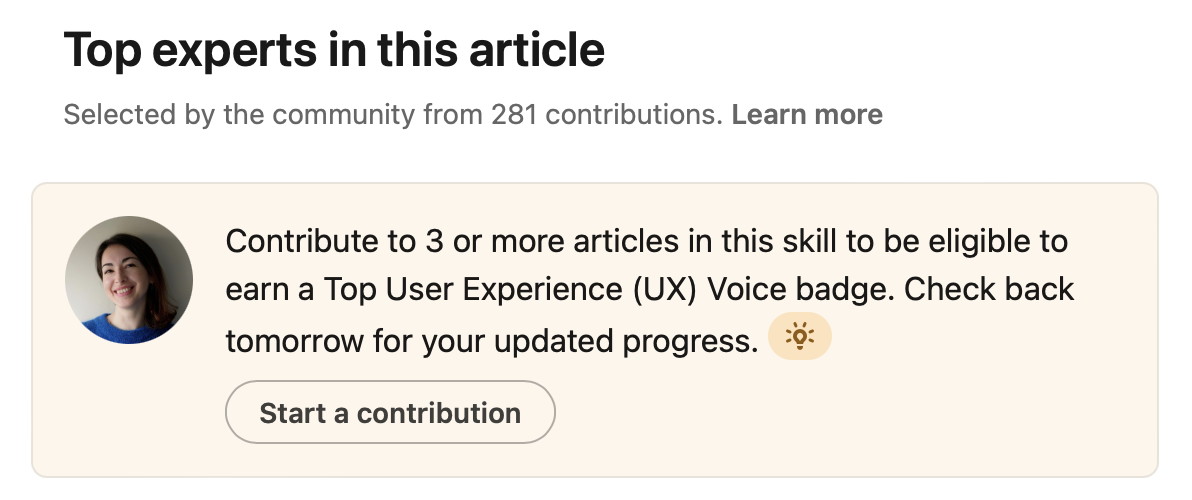 Top experts in this article
Selected by the community from 281 contributions. Learn more
Contribute to 3 or more articles in this skill to be eligible to
earn a Top User Experience (UX) Voice badge. Check back
tomorrow for your updated progress.
Start a contribution